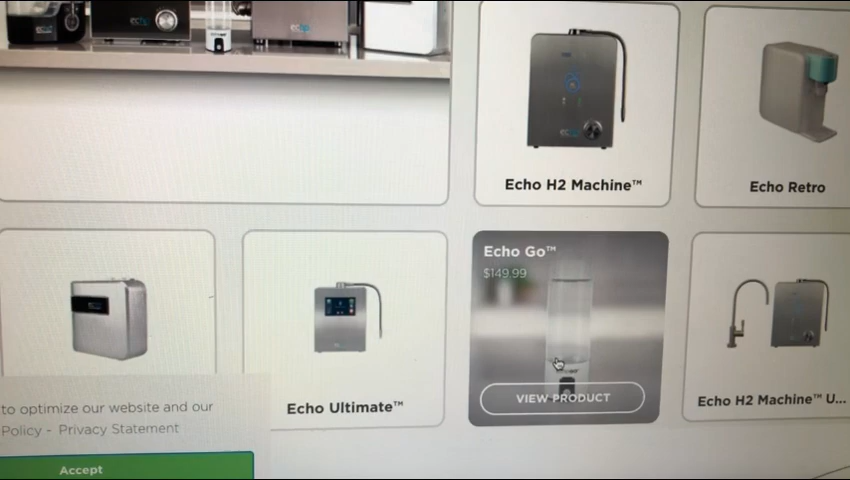 echo
Echo H2 Machine™
Echo Retro
Echo Go™
$149.99
VIEW PRODUCT
Echo Ultimate™
Echo H2 Machine™ U...
to optimize our website and our
Policy - Privacy Statement
Accept